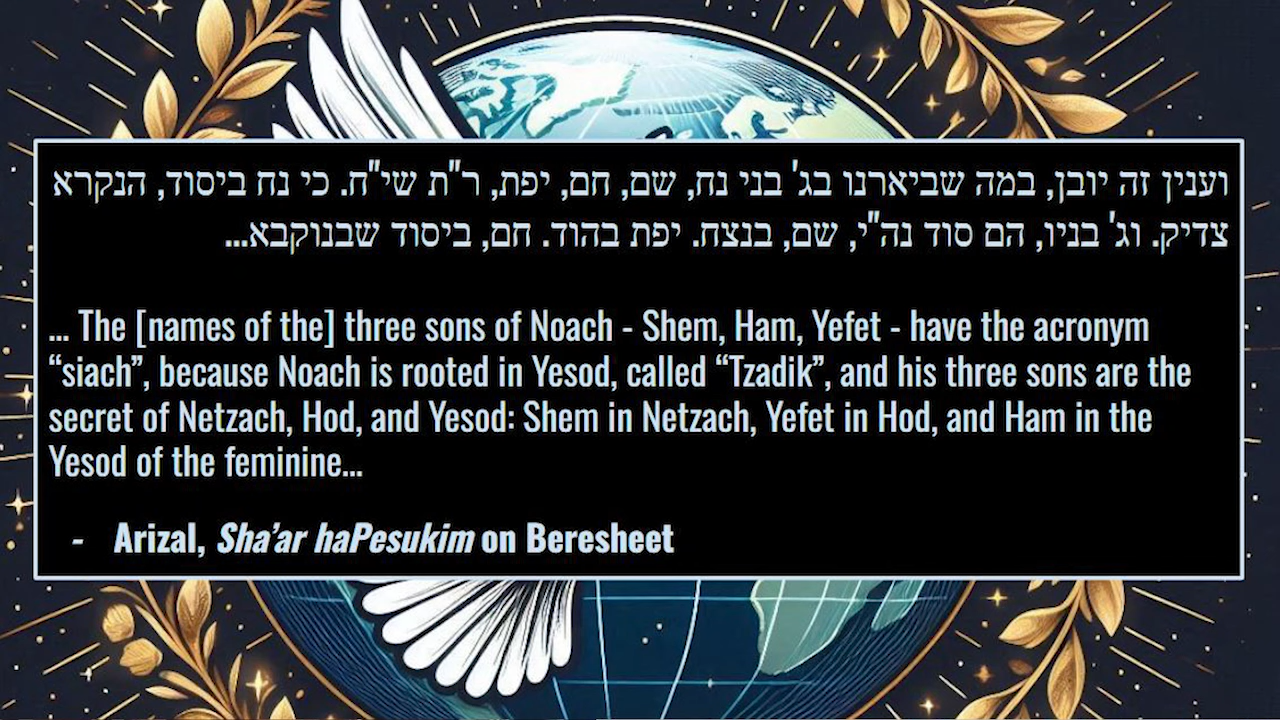 וענין זה יובן, במה שביארנו בג' בני נח, שם, חם, יפת, ר"ת שי"ח. כי נח ביסוד, הנקרא
צדיק. וג' בניו, הם סוד נה"י, שם, בנצח. יפת בהוד. חם, ביסוד שבנוקבא...
... The [names of the] three sons of Noach - Shem, Ham, Yefet - have the acronym
“siach”, because Noach is rooted in Yesod, called “Tzadik”, and his three sons are the
secret of Netzach, Hod, and Yesod: Shem in Netzach, Yefet in Hod, and Ham in the
Yesod of the feminine...
- Arizal, Sha’ar haPesukim on Beresheet